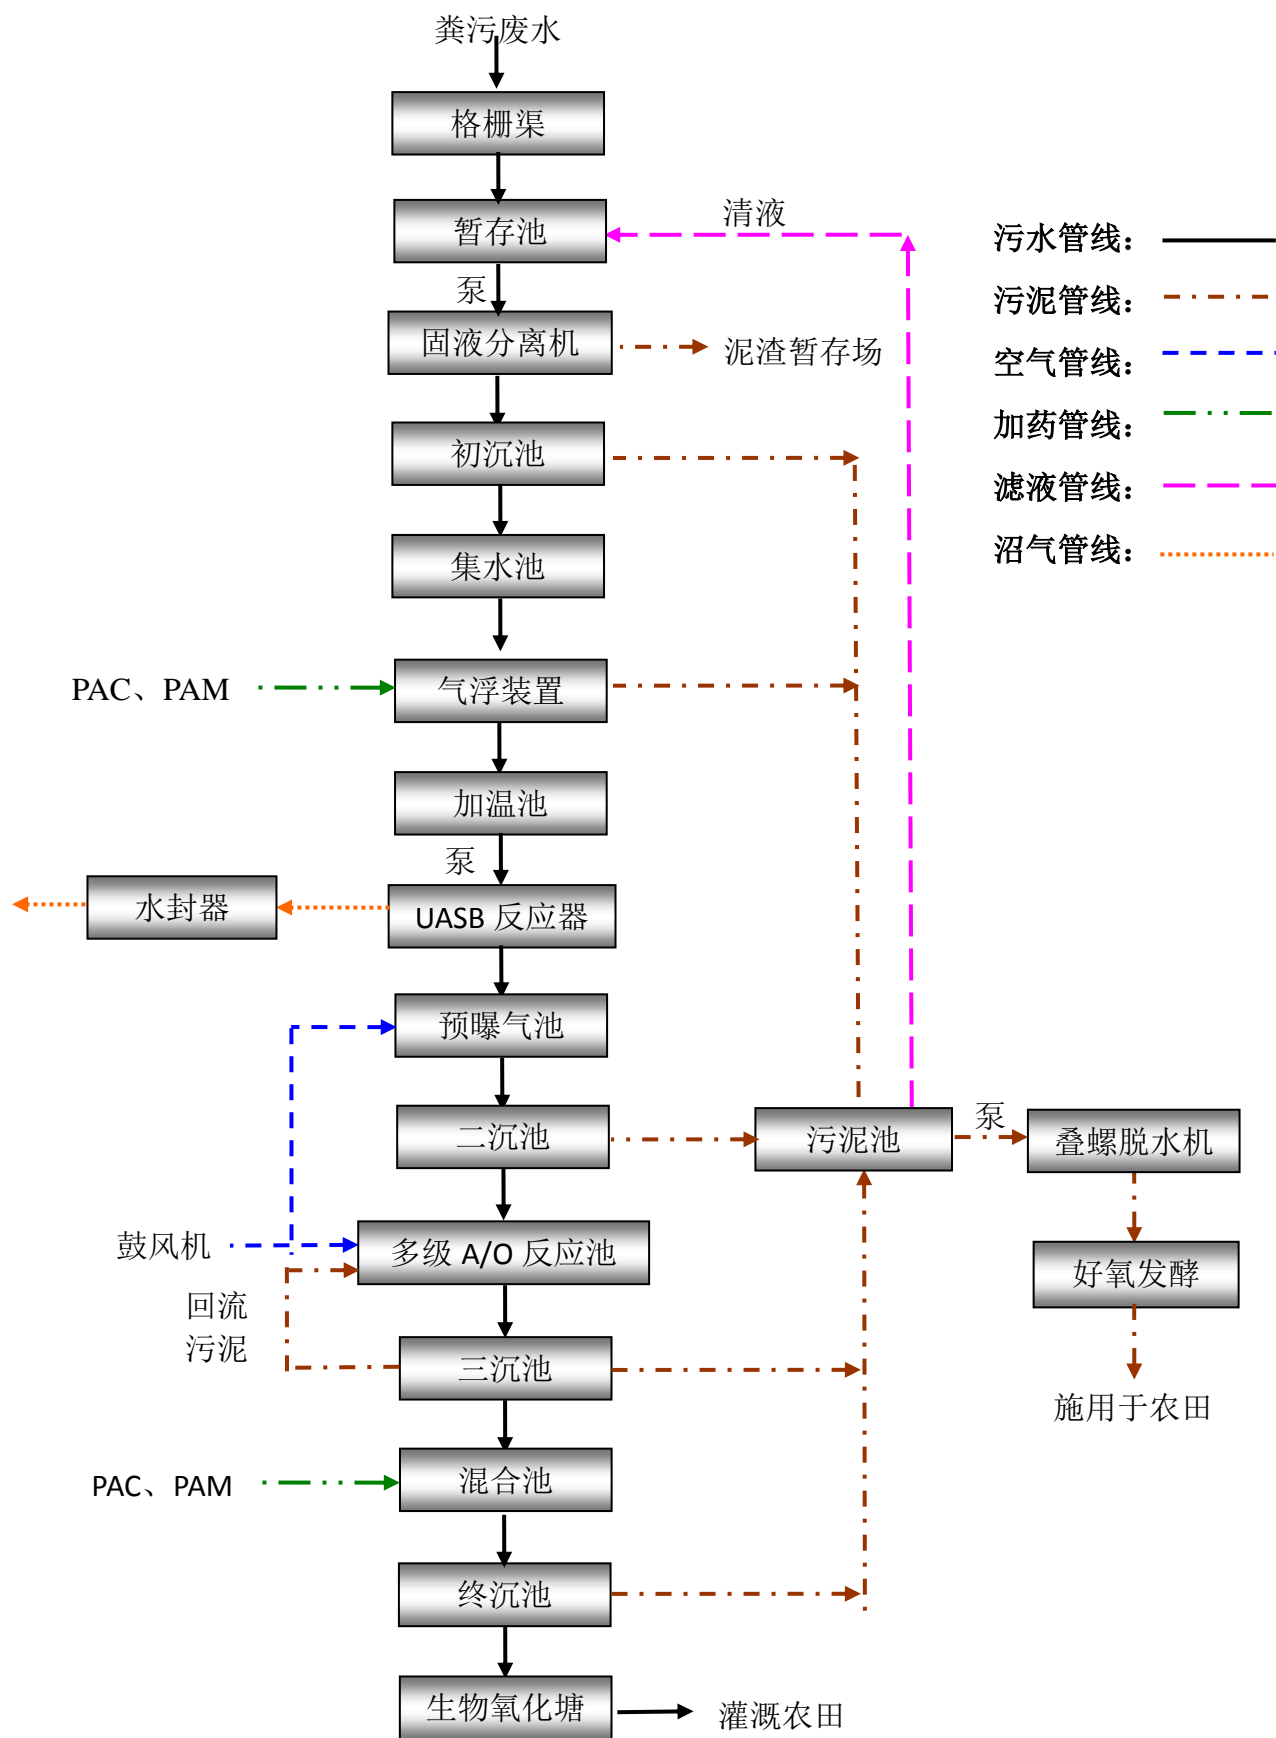 粪污废水
格栅渠
暂存池
清液
泵
固液分离机
泥渣暂存场
初沉池
集水池
PAC、PAM
气浮装置
加温池
泵
水封器
UASB 反应器
预曝气池
二沉池
污泥池
泵
叠螺脱水机
鼓风机
多级 A/O 反应池
好氧发酵
回流
污泥
三沉池
施用于农田
PAC、PAM
混合池
终沉池
生物氧化塘
灌溉农田
污水管线：
污泥管线：
空气管线：
加药管线：
滤液管线：
沼气管线：